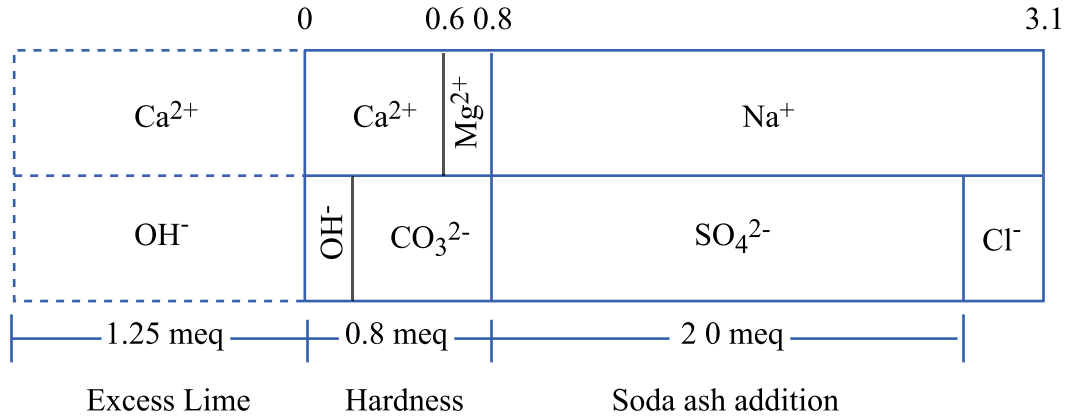 0 0.6 0.8 3.1
Ca2+ Ca2+ Mg2+ Na+
OH- OH- CO32- SO42- Cl-
1.25 meq 0.8 meq 2 0 meq
Excess Lime Hardness Soda ash addition